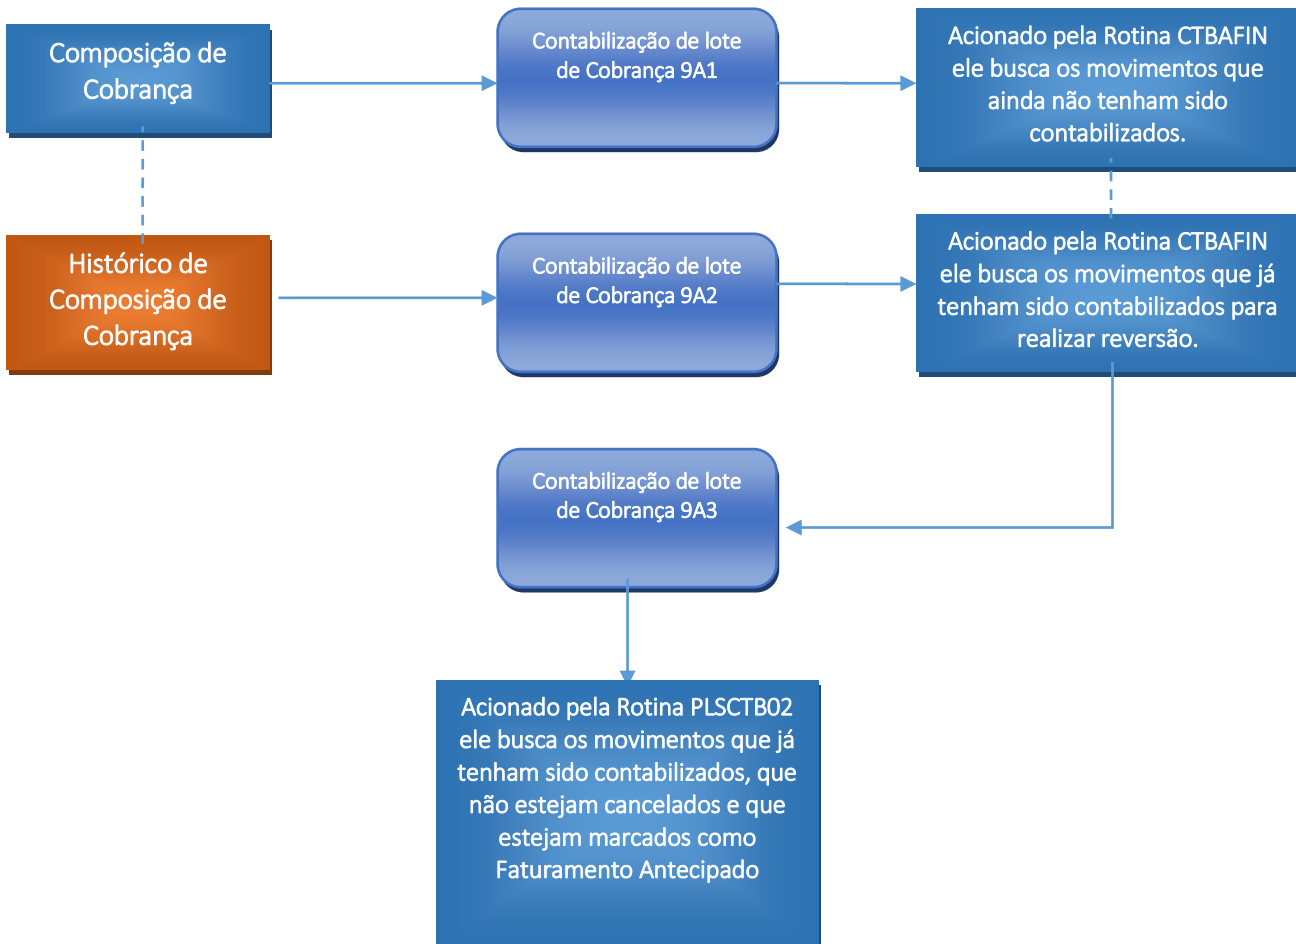 Composição de
Cobrança
Contabilização de lote
de Cobrança 9A1
Acionado pela Rotina CTBAFIN
ele busca os movimentos que
ainda não tenham sido
contabilizados.
Histórico de
Composição de
Cobrança
Contabilização de lote
de Cobrança 9A2
Acionado pela Rotina CTBAFIN
ele busca os movimentos que já
tenham sido contabilizados para
realizar reversão.
Contabilização de lote
de Cobrança 9A3
Acionado pela Rotina PLSCTB02
ele busca os movimentos que já
tenham sido contabilizados, que
não estejam cancelados e que
estejam marcados como
Faturamento Antecipado